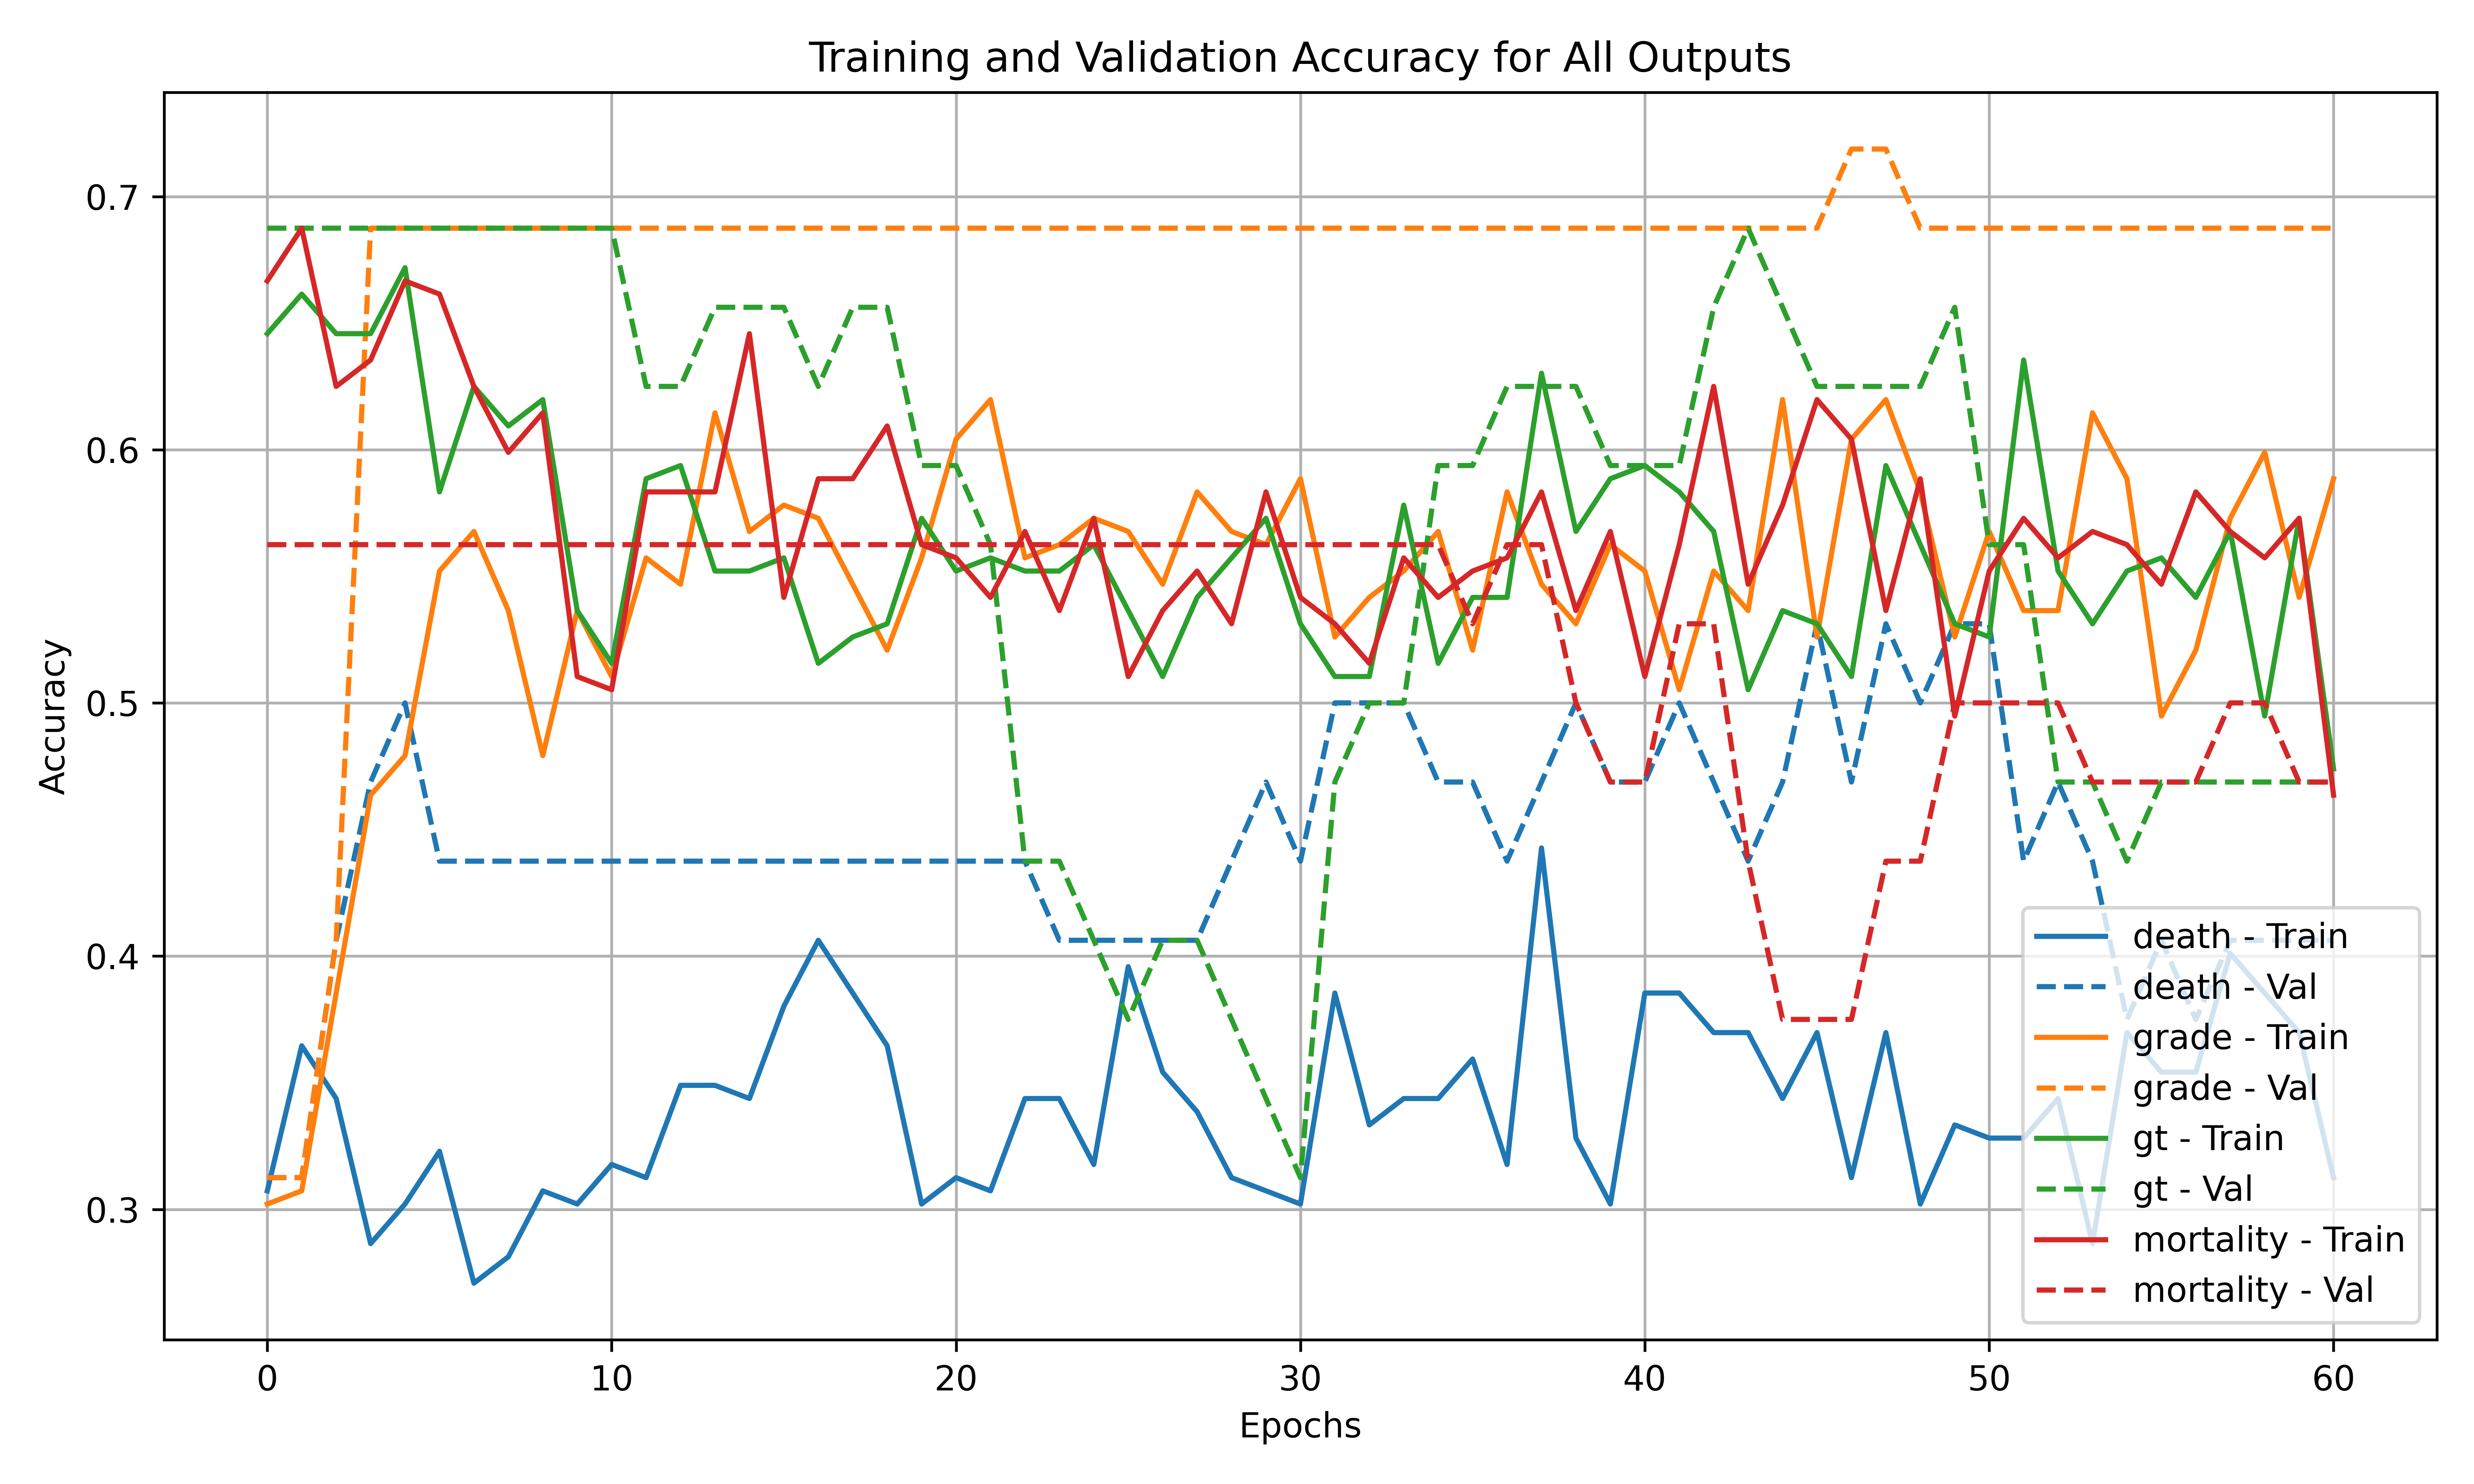 Training and Validation Accuracy for All Outputs
Accuracy
0.7
0.6
0.5
0.4
0.3
death - Train
death - Val
grade - Train
grade - Val
gt - Train
gt - Val
mortality - Train
mortality - Val
0 10 20 30 40 50 60
Epochs